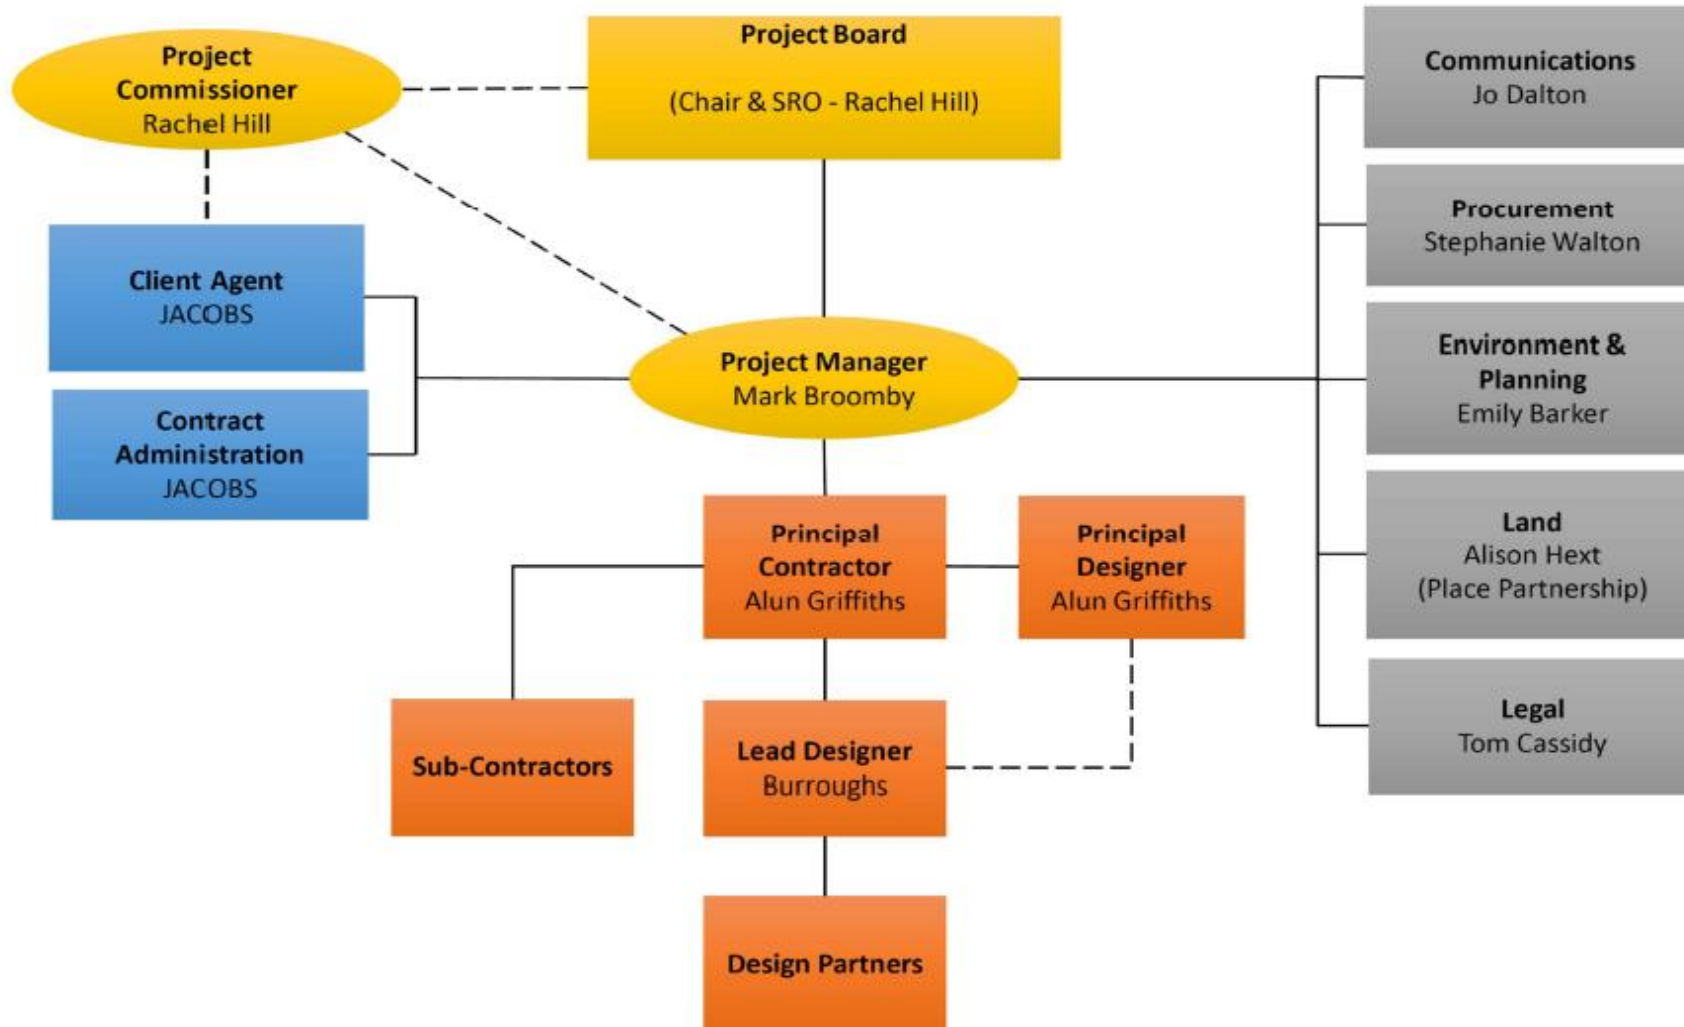 Project
Commissioner
Rachel Hill
Project Board
(Chair & SRO - Rachel Hill)
Communications
Jo Dalton
Procurement
Stephanie Walton
Client Agent
JACOBS
Project Manager
Mark Broomby
Environment &
Planning
Emily Barker
Contract
Administration
JACOBS
Principal
Contractor
Alun Griffiths
Principal
Designer
Alun Griffiths
Land
Alison Hext
(Place Partnership)
Sub-Contractors
Lead Designer
Burroughs
Legal
Tom Cassidy
Design Partners